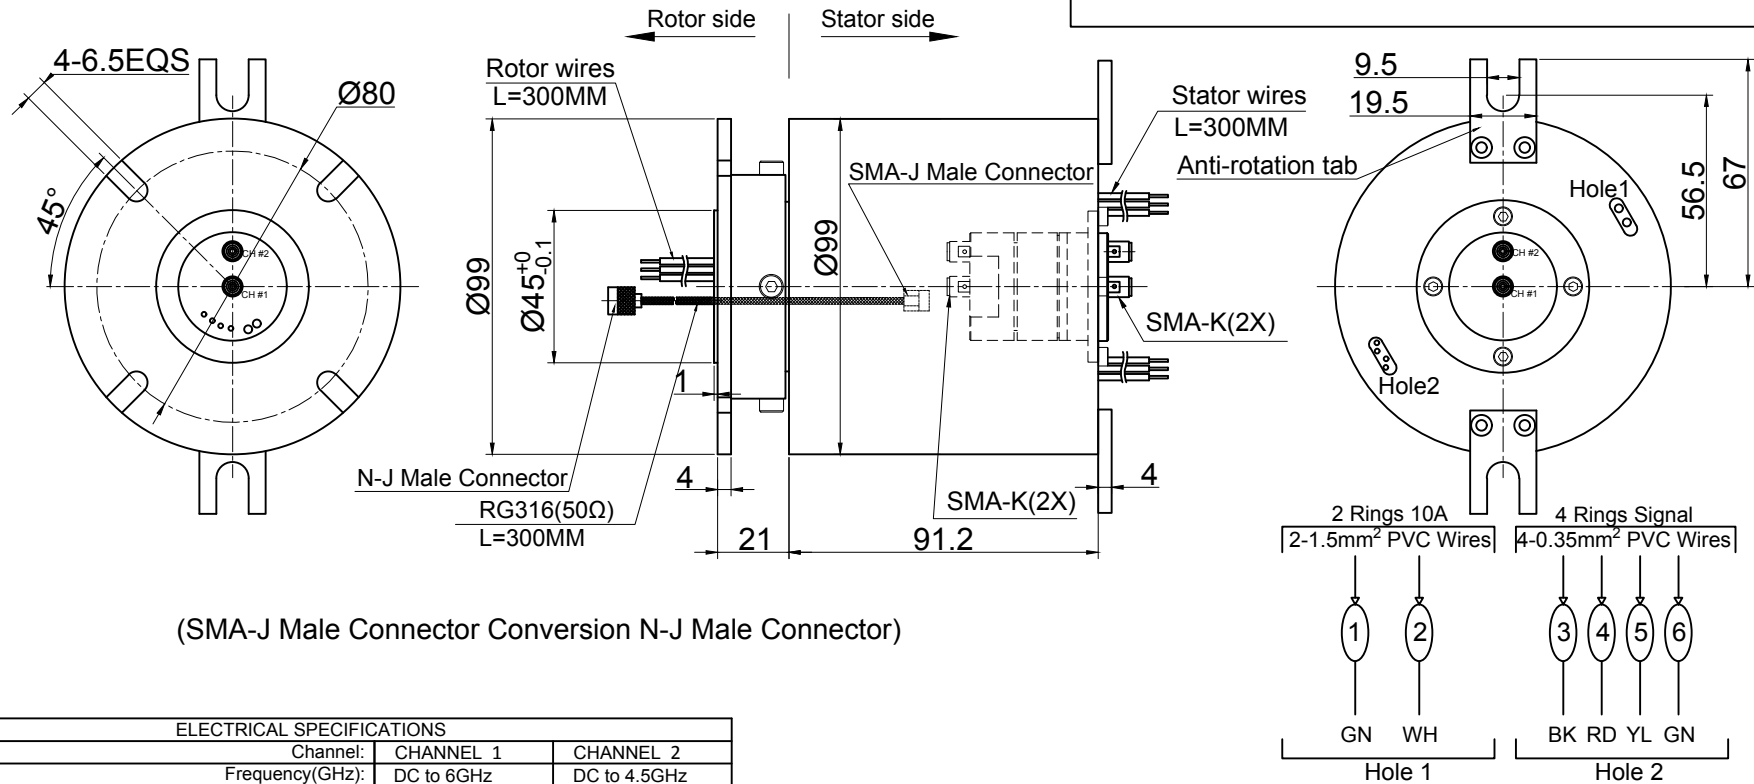 Rotor side
Stator side
4-6.5EQS
Ø80
45°
CH #2
CH #1
Rotor wires
L=300MM
Ø99
Ø45+0-0.1
1
N-J Male Connector
RG316(50Ω)
L=300MM
4
21
91.2
Ø99
SMA-J Male Connector
Stator wires
L=300MM
SMA-K(2X)
SMA-K(2X)
4
9.5
19.5
Anti-rotation tab
Hole1
56.5
67
CH #2
CH #1
Hole2
2 Rings 10A
2-1.5mm² PVC Wires
1 2
GN WH
Hole 1
4 Rings Signal
4-0.35mm² PVC Wires
3 4 5 6
BK RD YL GN
Hole 2
(SMA-J Male Connector Conversion N-J Male Connector)
ELECTRICAL SPECIFICATIONS
Channel: CHANNEL 1 CHANNEL 2
Frequency(GHz): DC to 6GHz DC to 4.5GHz